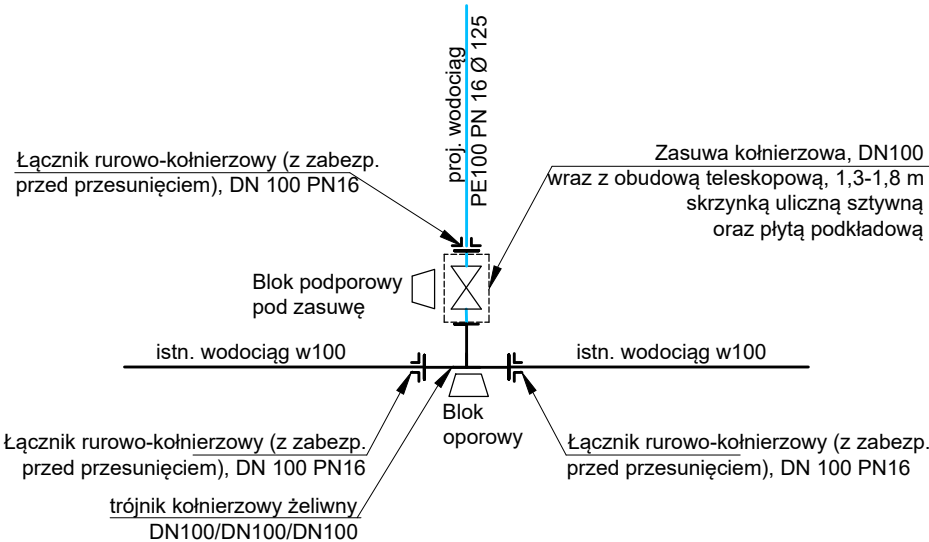 proj. wodociąg
PE100 PN 16 Ø 125
Łącznik rurowo-kołnierzowy (z zabezp.
przed przesunięciem), DN 100 PN16
Zasuwa kołnierzowa, DN100
wraz z obudową teleskopową, 1,3-1,8 m
skrzynką uliczną sztywną
oraz płytą podkładową
Blok podporowy
pod zasuwę
istn. wodociąg w100
istn. wodociąg w100
Blok
oporowy
Łącznik rurowo-kołnierzowy (z zabezp.
przed przesunięciem), DN 100 PN16
Łącznik rurowo-kołnierzowy (z zabezp.
przed przesunięciem), DN 100 PN16
trójnik kołnierzowy żeliwny
DN100/DN100/DN100